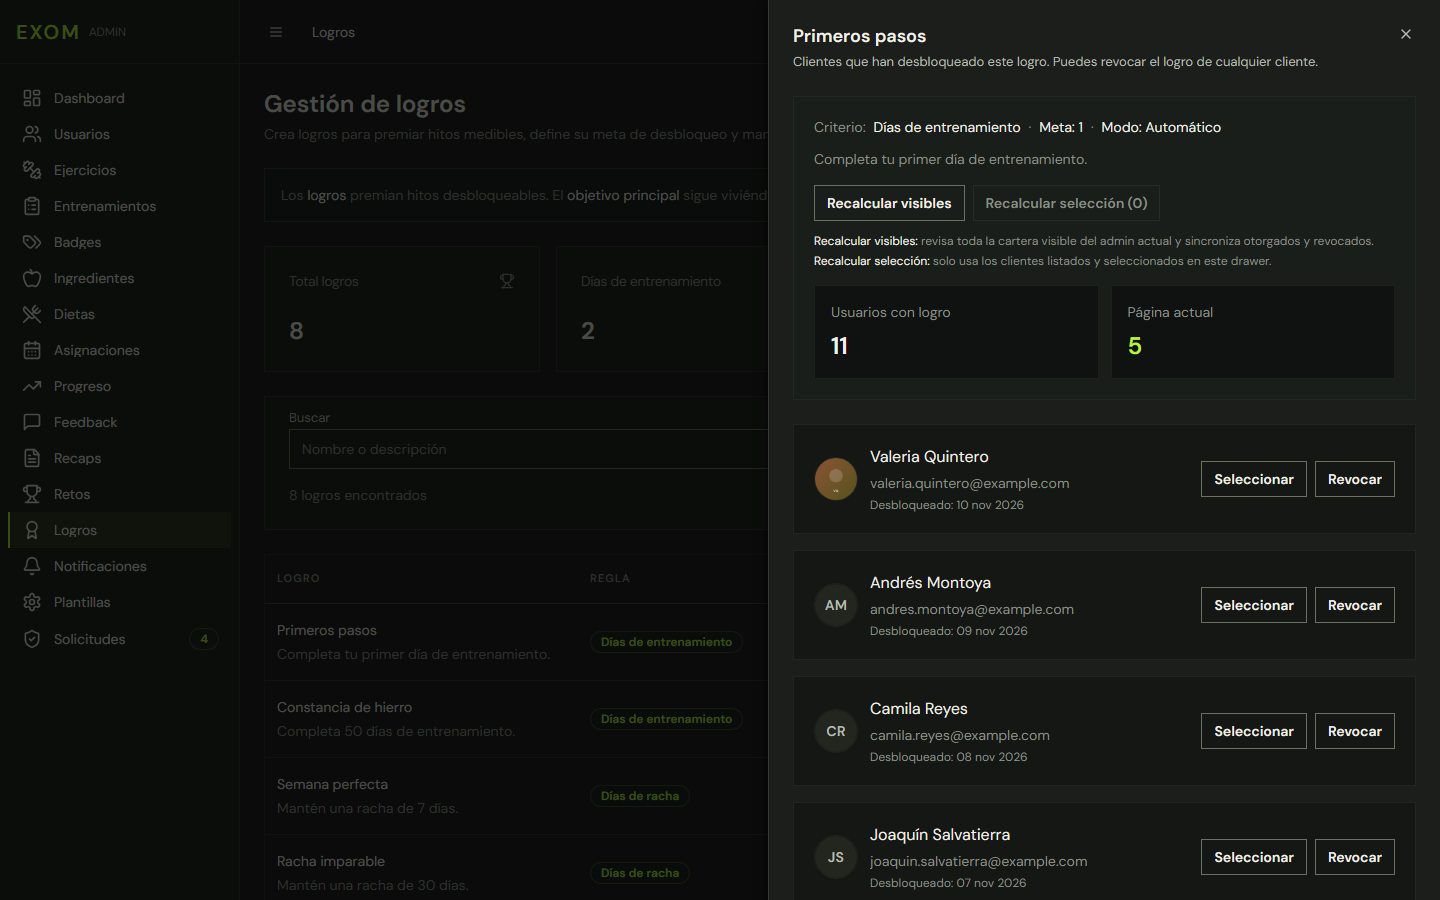 EXOM ADMIN
Dashboard
Usuarios
Ejercicios
Entrenamientos
Badges
Ingredientes
Dietas
Asignaciones
Progreso
Feedback
Recaps
Retos
Logros
Notificaciones
Plantillas
Solicitudes 4
Logros
Gestión de logros
Crea logros para premiar hitos medibles, define su meta de desbloqueo y mar
Los logros premian hitos desbloqueables. El objetivo principal sigue viviénd
Total logros
8
Días de entrenamiento
2
Buscar
Nombre o descripción
8 logros encontrados
LOGRO REGLA
Primeros pasos
Completa tu primer día de entrenamiento.
Días de entrenamiento
Constancia de hierro
Completa 50 días de entrenamiento.
Días de entrenamiento
Semana perfecta
Mantén una racha de 7 días.
Días de racha
Racha imparable
Mantén una racha de 30 días.
Días de racha
Primeros pasos
Clientes que han desbloqueado este logro. Puedes revocar el logro de cualquier cliente.
Criterio: Días de entrenamiento · Meta: 1 · Modo: Automático
Completa tu primer día de entrenamiento.
Recalcular visibles Recalcular selección (0)
Recalcular visibles: revisa toda la cartera visible del admin actual y sincroniza otorgados y revocados.
Recalcular selección: solo usa los clientes listados y seleccionados en este drawer.
Usuarios con logro
11
Página actual
5
Valeria Quintero
valeria.quintero@example.com
Desbloqueado: 10 nov 2026
Seleccionar Revocar
AM
Andrés Montoya
andres.montoya@example.com
Desbloqueado: 09 nov 2026
Seleccionar Revocar
CR
Camila Reyes
camila.reyes@example.com
Desbloqueado: 08 nov 2026
Seleccionar Revocar
JS
Joaquín Salvatierra
joaquin.salvatierra@example.com
Desbloqueado: 07 nov 2026
Seleccionar Revocar